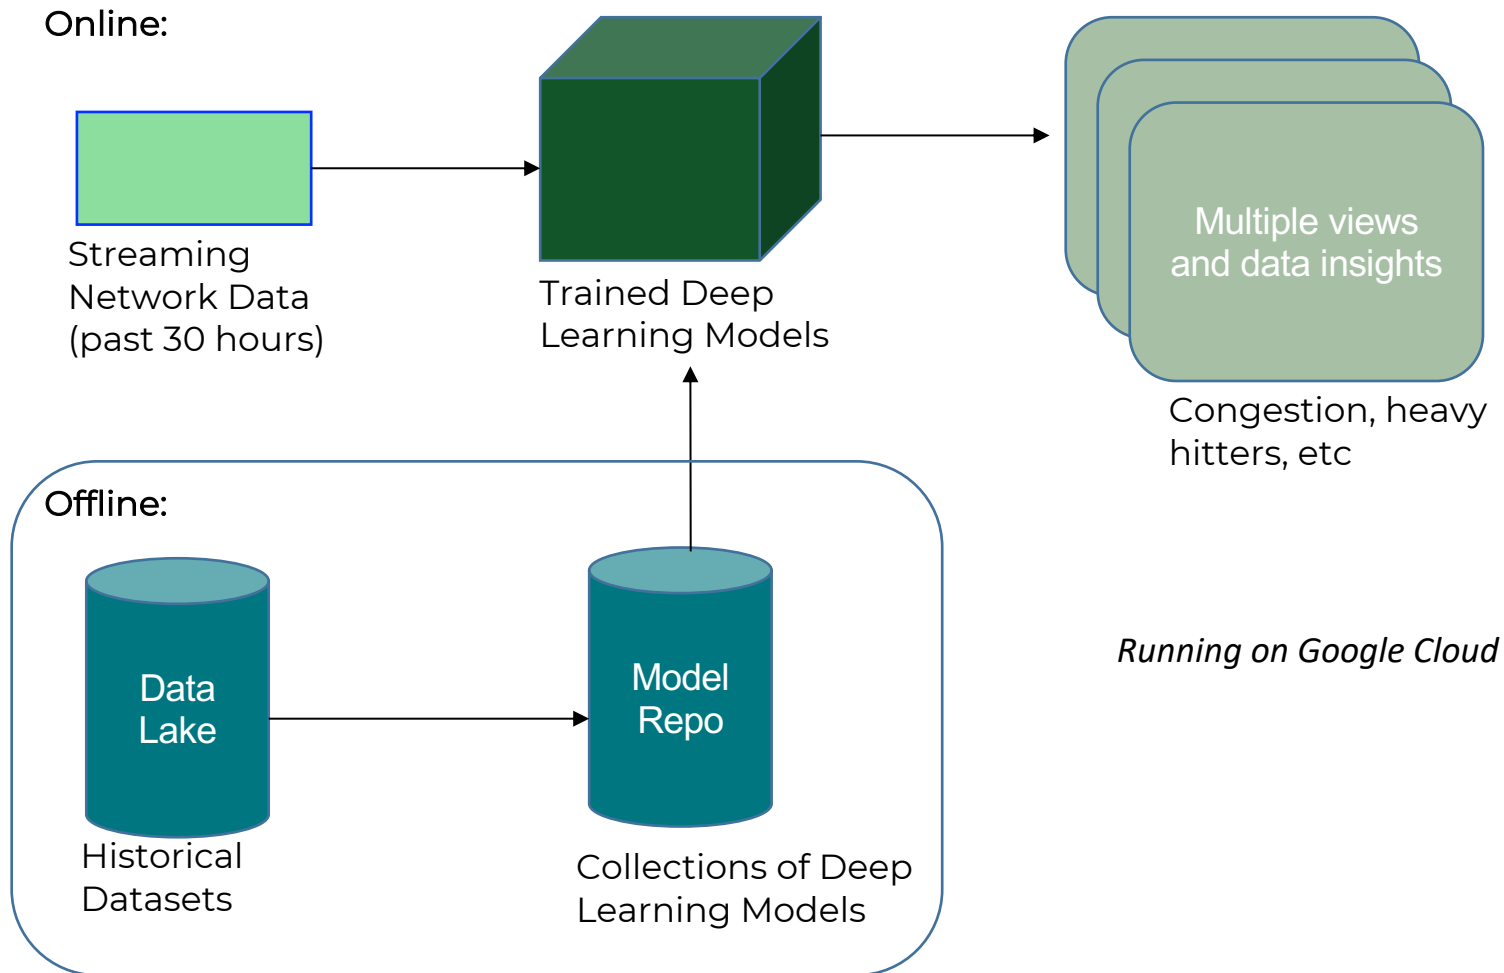 Online:
Streaming
Network Data
(past 30 hours)
Trained Deep
Learning Models
Multiple views
and data insights
Congestion, heavy
hitters, etc
Offline:
Data
Lake
Historical
Datasets
Model
Repo
Collections of Deep
Learning Models
Running on Google Cloud